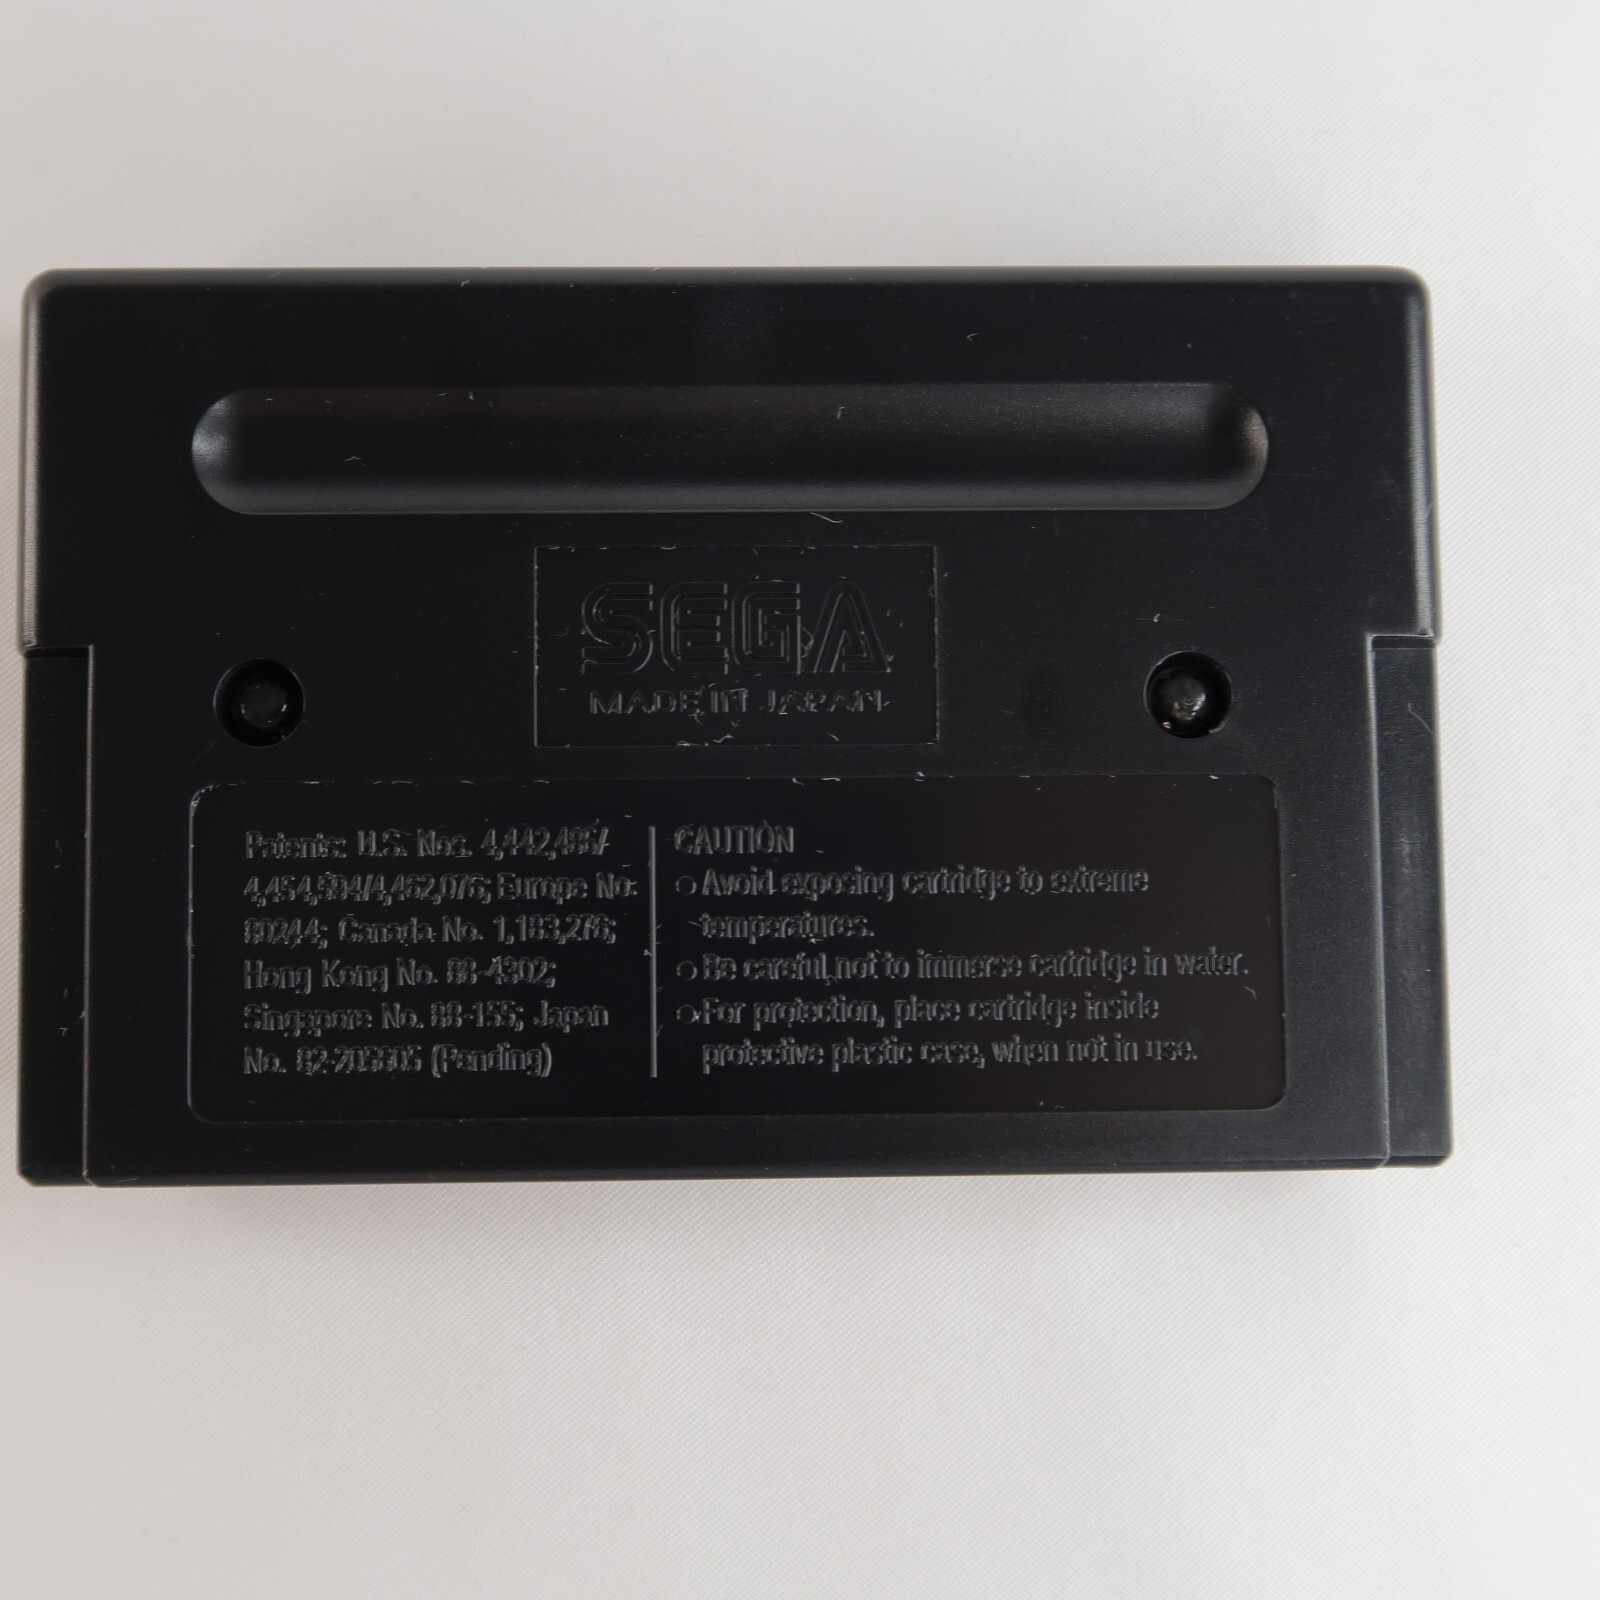 SEGA
MADE IN JAPAN
Patents: U.S. Nos. 4,442,486/
4,454,594/4,462,076; Europe No.
80244; Canada No. 1,183,276;
Hong Kong No. 88-4302;
Singapore No. 88-155; Japan
No. 82-205605 (Pending)
CAUTION
○ Avoid exposing cartridge to extreme
temperatures.
○ Be careful not to immerse cartridge in water.
○ For protection, place cartridge inside
protective plastic case, when not in use.